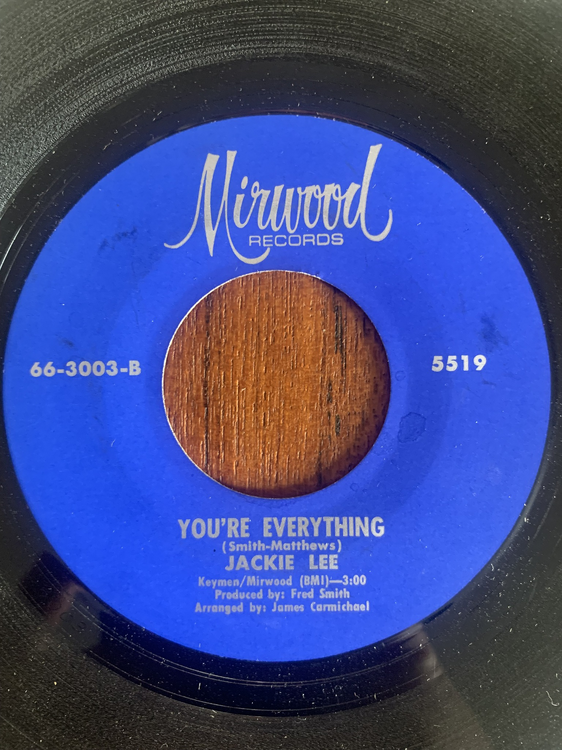 Mirwood
RECORDS
66-3003-B
5519
YOU'RE EVERYTHING
(Smith-Matthews)
JACKIE LEE
Keymen/Mirwood (BMI)—3:00
Produced by: Fred Smith
Arranged by: James Carmichael